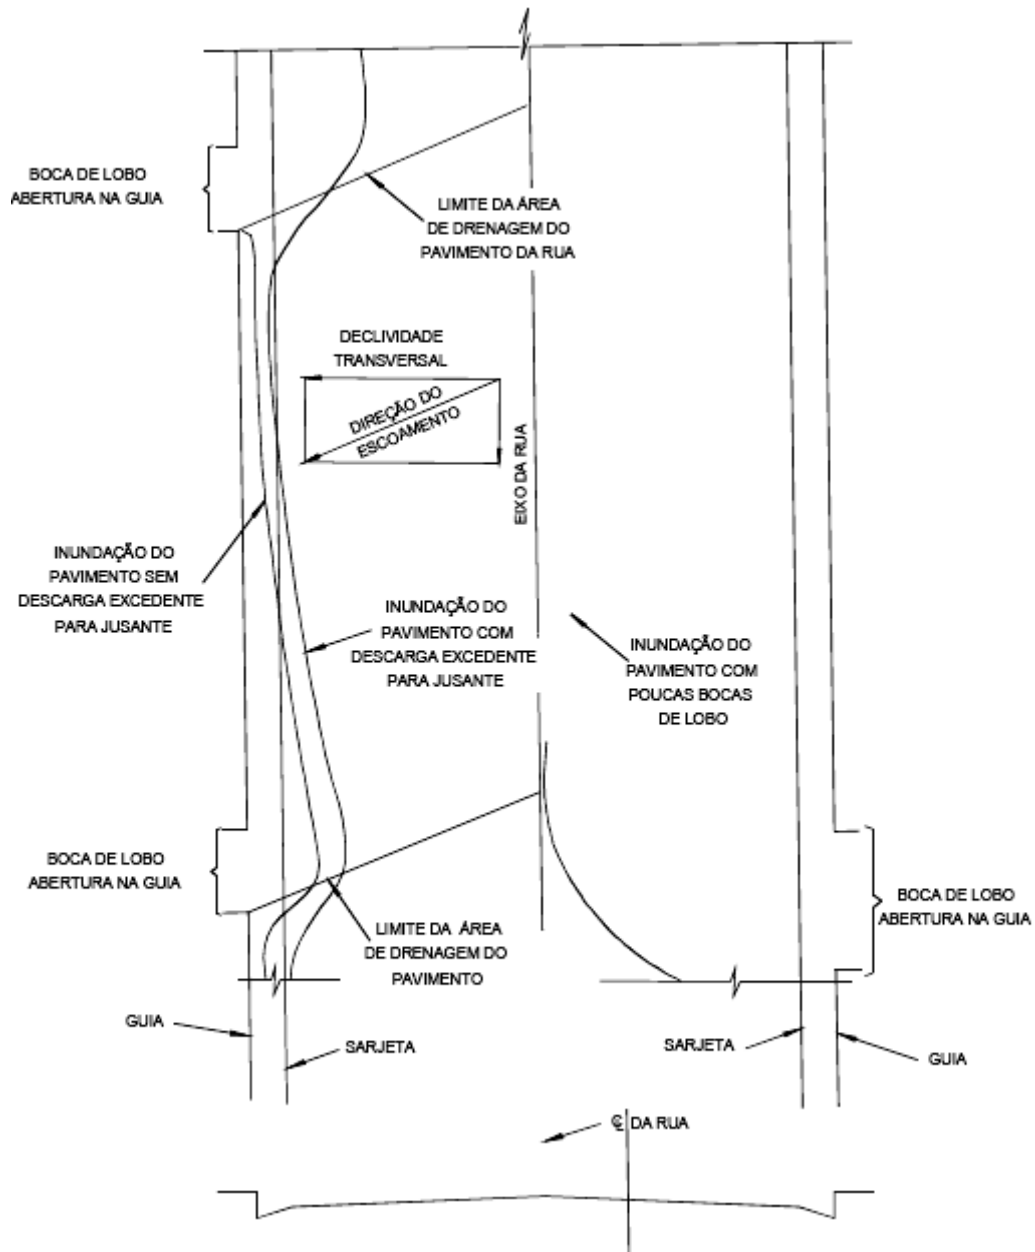 BOCA DE LOBO
ABERTURA NA GUIA
LIMITE DA ÁREA
DE DRENAGEM DO
PAVIMENTO DA RUA
DECLIVIDADE
TRANSVERSAL
DIREÇÃO DO
ESCOAMENTO
EIXO DA RUA
INUNDAÇÃO DO
PAVIMENTO SEM
DESCARGA EXCEDENTE
PARA JUSANTE
INUNDAÇÃO DO
PAVIMENTO COM
DESCARGA EXCEDENTE
PARA JUSANTE
INUNDAÇÃO DO
PAVIMENTO COM
POUCAS BOCAS
DE LOBO
BOCA DE LOBO
ABERTURA NA GUIA
BOCA DE LOBO
ABERTURA NA GUIA
LIMITE DA ÁREA
DE DRENAGEM DO
PAVIMENTO
GUIA
SARJETA
SARJETA
GUIA
℄ DA RUA